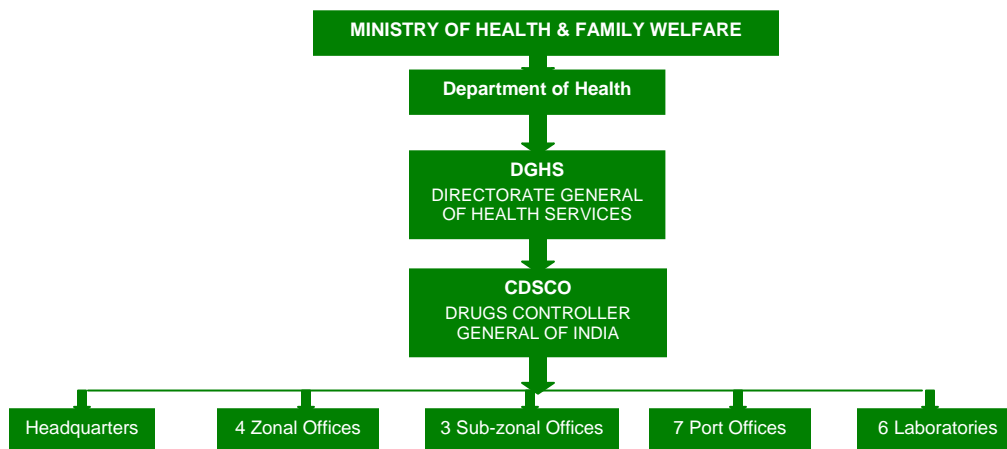 MINISTRY OF HEALTH & FAMILY WELFARE
Department of Health
DGHS
DIRECTORATE GENERAL
OF HEALTH SERVICES
CDSCO
DRUGS CONTROLLER
GENERAL OF INDIA
Headquarters
4 Zonal Offices
3 Sub-zonal Offices
7 Port Offices
6 Laboratories